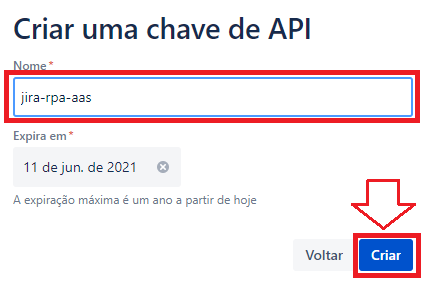 Criar uma chave de API
Nome*
jira-rpa-aas
Expira em*
11 de jun. de 2021
A expiração máxima é um ano a partir de hoje
Voltar Criar